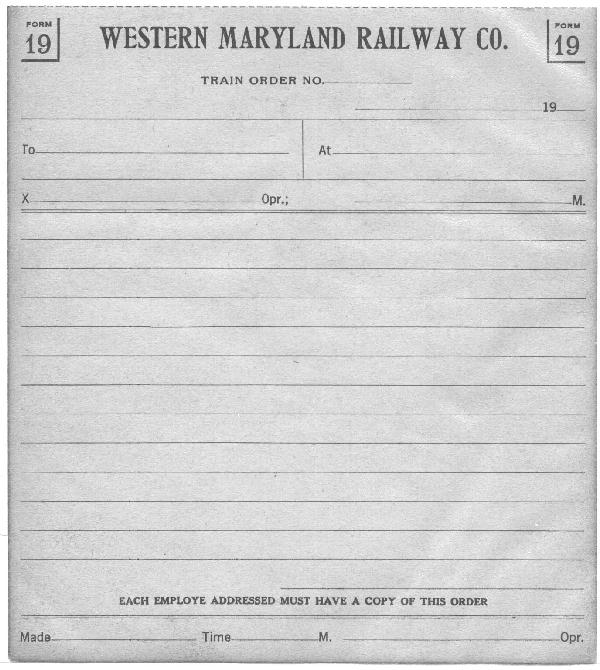 FORM 19 WESTERN MARYLAND RAILWAY CO. FORM 19
TRAIN ORDER NO.
19
To At
X Opr.; M.
EACH EMPLOYE ADDRESSED MUST HAVE A COPY OF THIS ORDER
Made Time M. Opr.